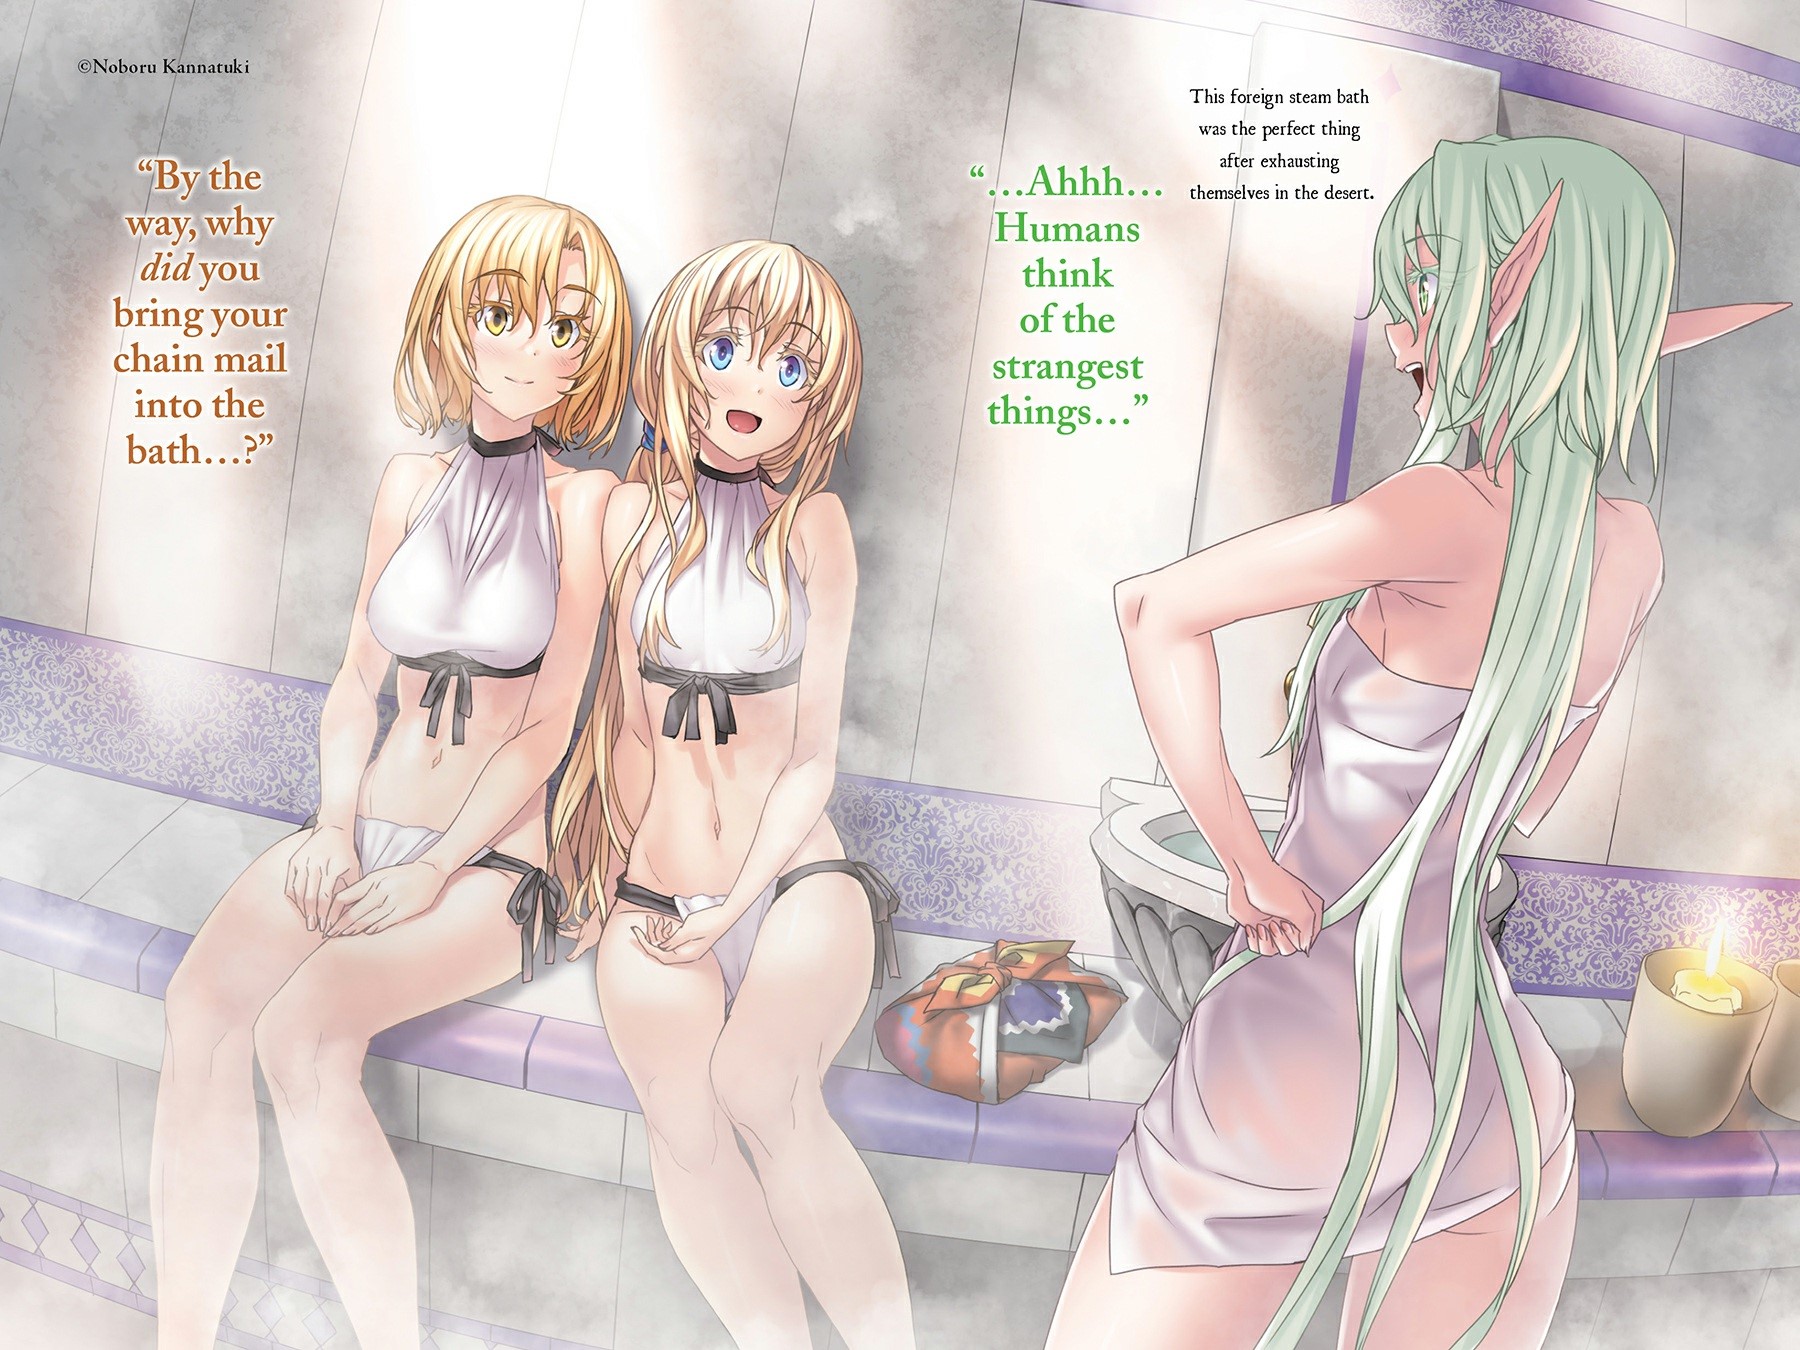 ©Noboru Kannatuki
“By the
way, why
did you
bring your
chain mail
into the
bath…?”
“…Ahhh…
Humans
think
of the
strangest
things…”
This foreign steam bath
was the perfect thing
after exhausting
themselves in the desert.